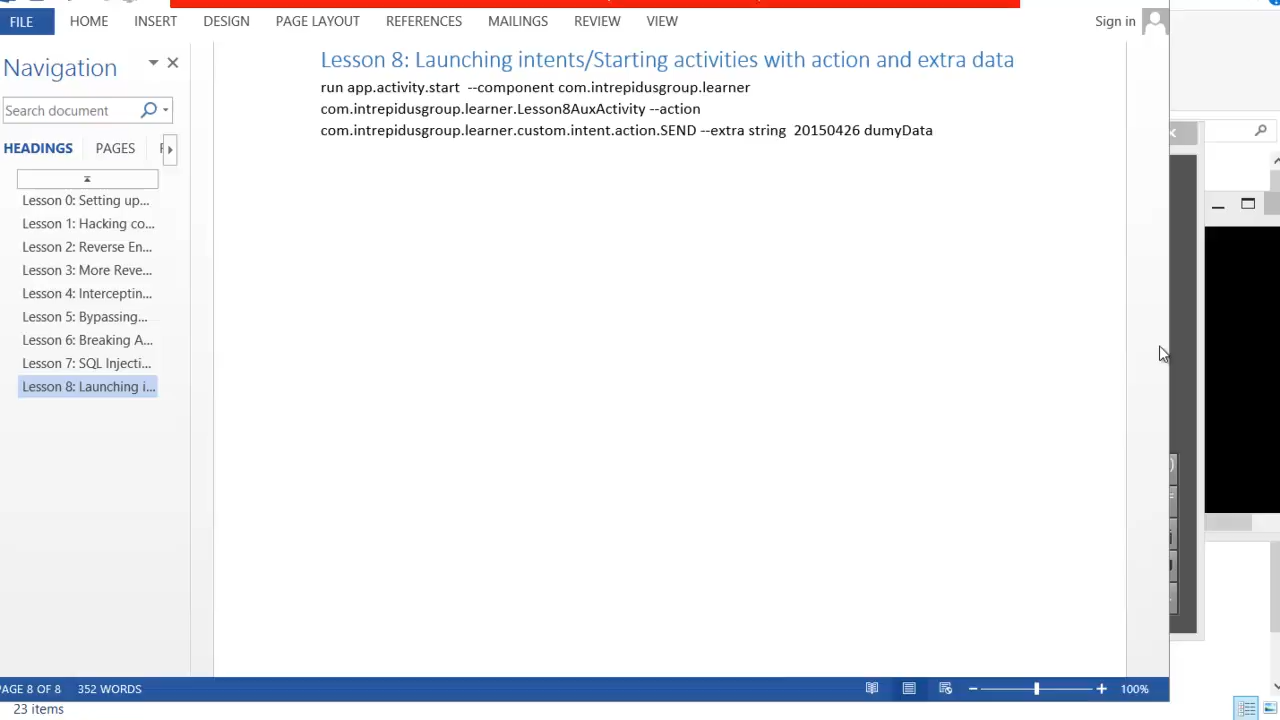 FILE HOME INSERT DESIGN PAGE LAYOUT REFERENCES MAILINGS REVIEW VIEW Sign in
Navigation
Search document
HEADINGS PAGES
Lesson 0: Setting up...
Lesson 1: Hacking co...
Lesson 2: Reverse En...
Lesson 3: More Reve...
Lesson 4: Interceptin...
Lesson 5: Bypassing...
Lesson 6: Breaking A...
Lesson 7: SQL Injecti...
Lesson 8: Launching i...
Lesson 8: Launching intents/Starting activities with action and extra data
run app.activity.start --component com.intrepidusgroup.learner
com.intrepidusgroup.learner.Lesson8AuxActivity --action
com.intrepidusgroup.learner.custom.intent.action.SEND --extra string 20150426 dumyData
PAGE 8 OF 8 352 WORDS 100%
23 items